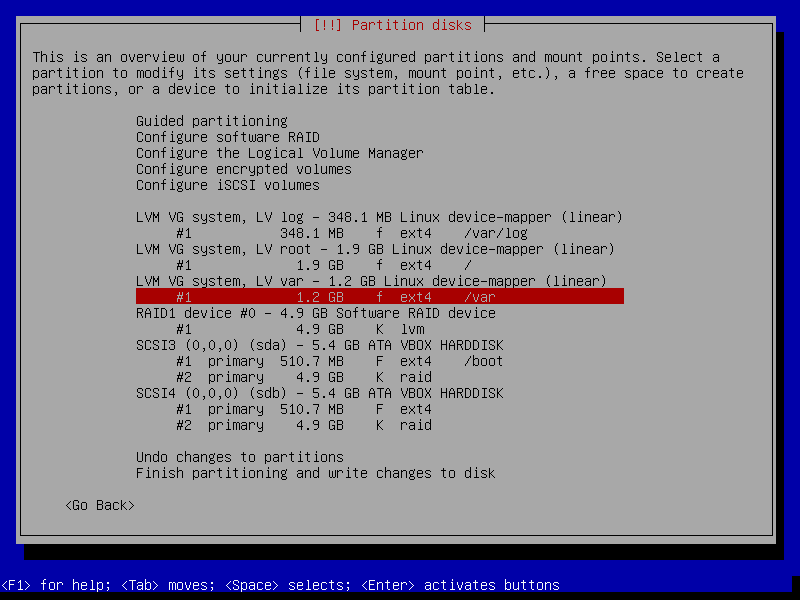 [!!] Partition disks
This is an overview of your currently configured partitions and mount points. Select a
partition to modify its settings (file system, mount point, etc.), a free space to create
partitions, or a device to initialize its partition table.
Guided partitioning
Configure software RAID
Configure the Logical Volume Manager
Configure encrypted volumes
Configure iSCSI volumes
LVM VG system, LV log - 348.1 MB Linux device-mapper (linear)
#1 348.1 MB f ext4 /var/log
LVM VG system, LV root - 1.9 GB Linux device-mapper (linear)
#1 1.9 GB f ext4 /
LVM VG system, LV var - 1.2 GB Linux device-mapper (linear)
#1 1.2 GB f ext4 /var
RAID1 device #0 - 4.9 GB Software RAID device
#1 4.9 GB K lvm
SCSI3 (0,0,0) (sda) - 5.4 GB ATA VBOX HARDDISK
#1 primary 510.7 MB F ext4 /boot
#2 primary 4.9 GB K raid
SCSI4 (0,0,0) (sdb) - 5.4 GB ATA VBOX HARDDISK
#1 primary 510.7 MB F ext4
#2 primary 4.9 GB K raid
Undo changes to partitions
Finish partitioning and write changes to disk
<Go Back>
<F1> for help; <Tab> moves; <Space> selects; <Enter> activates buttons